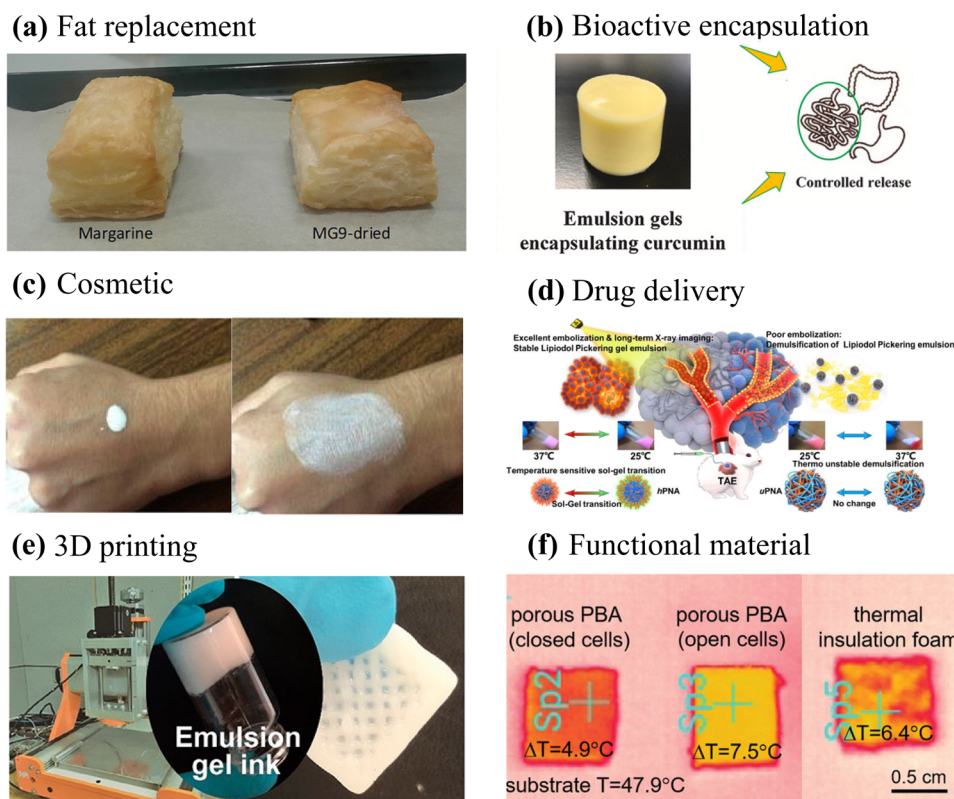 (a) Fat replacement
Margarine
MG9-dried
(b) Bioactive encapsulation
Emulsion gels
encapsulating curcumin
Controlled release
(c) Cosmetic
(d) Drug delivery
Excellent embolization & long-term X-ray imaging:
Stable Lipiodol Pickering gel emulsion
Poor embolization:
Demulsification of Lipiodol Pickering emulsion
37℃
25℃
25℃
37℃
Temperature sensitive sol-gel transition
TAE
Thermo unstable demulsification
hPNA
Sol-Gel transition
uPNA
No change
(e) 3D printing
Emulsion
gel ink
(f) Functional material
porous PBA
(closed cells)
porous PBA
(open cells)
thermal
insulation foam
Sp2
Sp3
Sp5
ΔT=4.9°C
ΔT=7.5°C
ΔT=6.4°C
substrate T=47.9°C
0.5 cm